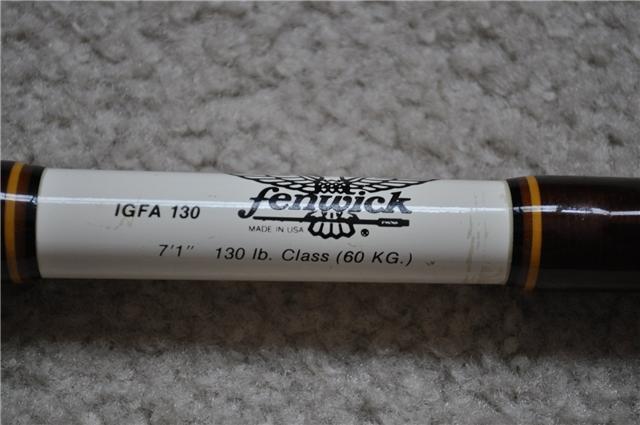 fenwick
IGFA 130
MADE IN USA ®
7'1" 130 lb. Class (60 KG.)